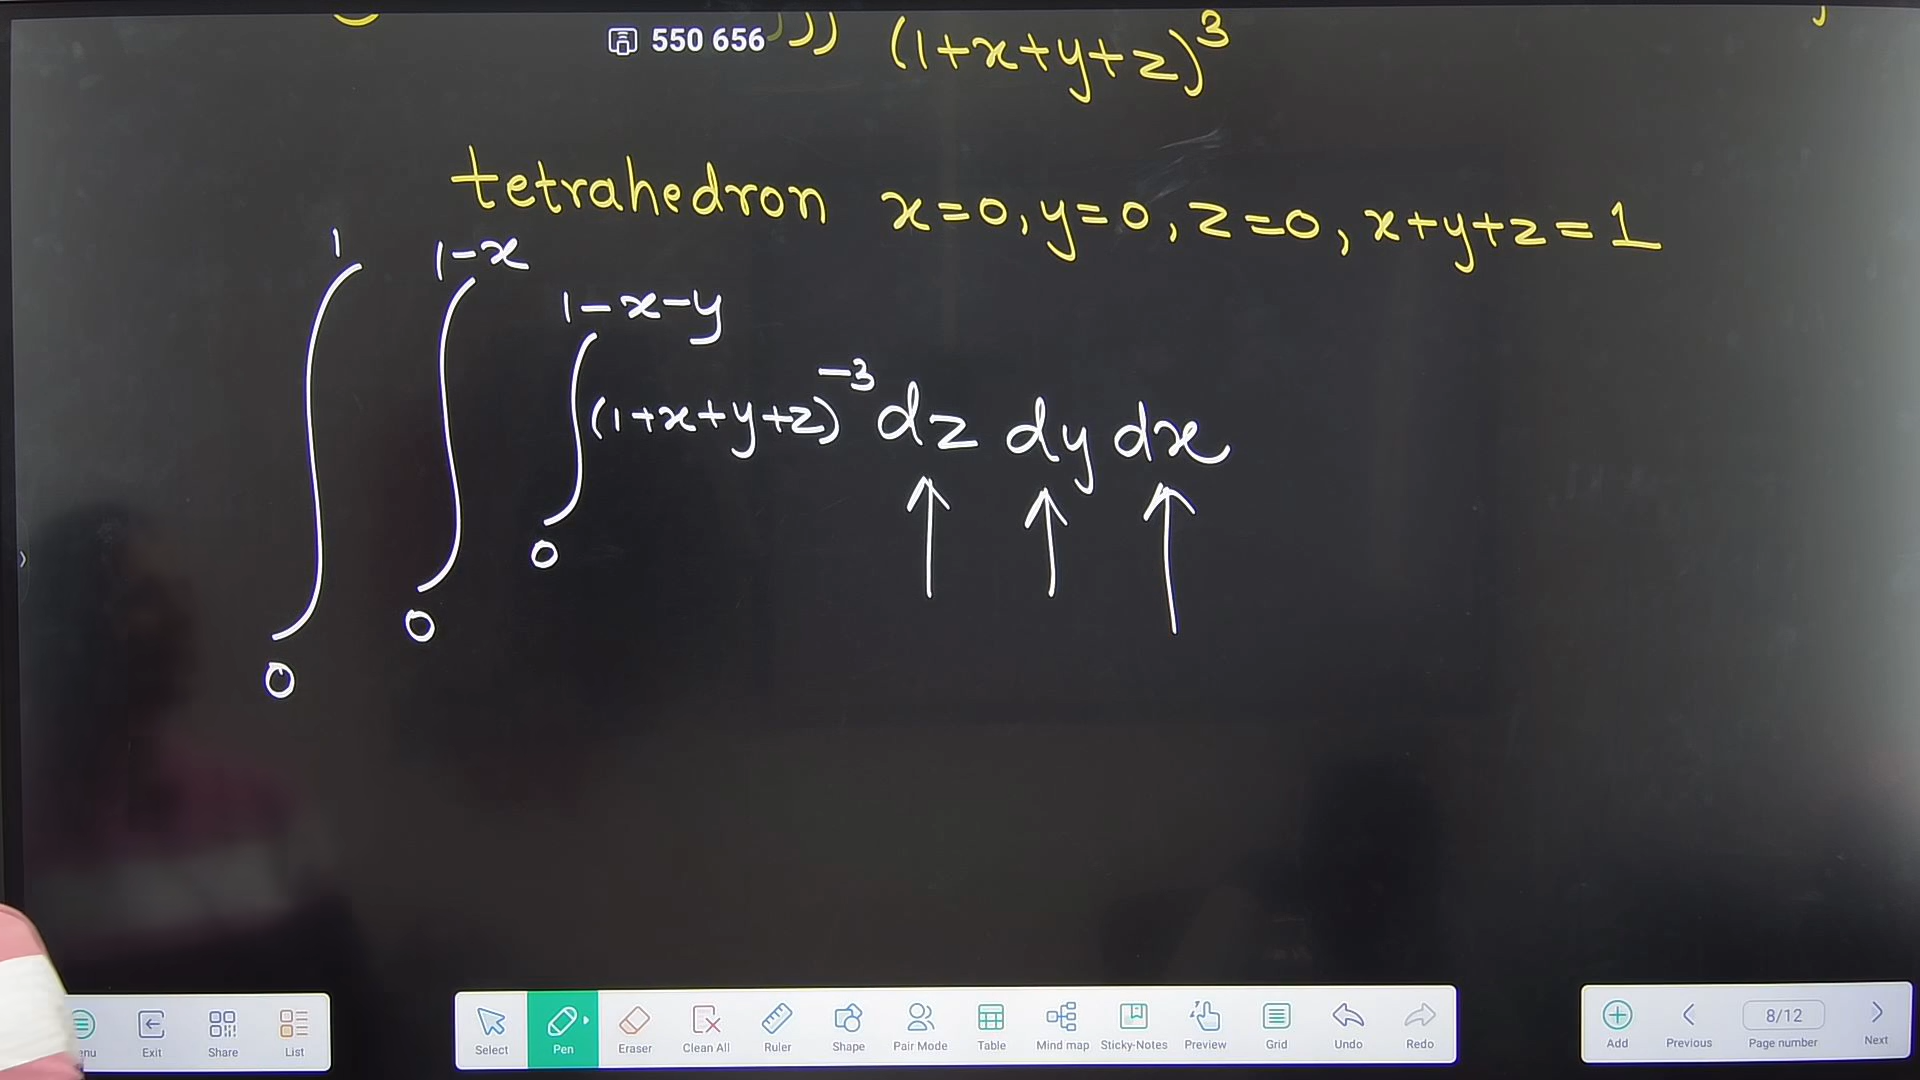 550 656
∭ (1+x+y+z)³
tetrahedron x=0, y=0, z=0, x+y+z=1
∫₀¹ ∫₀^(1-x) ∫₀^(1-x-y) (1+x+y+z)^-3 dz dy dx
Exit Share List
Select Pen Eraser Clean All Ruler Shape Pair Mode Table Mind map Sticky-Notes Preview Grid Undo Redo
Add Previous 8/12 Page number Next